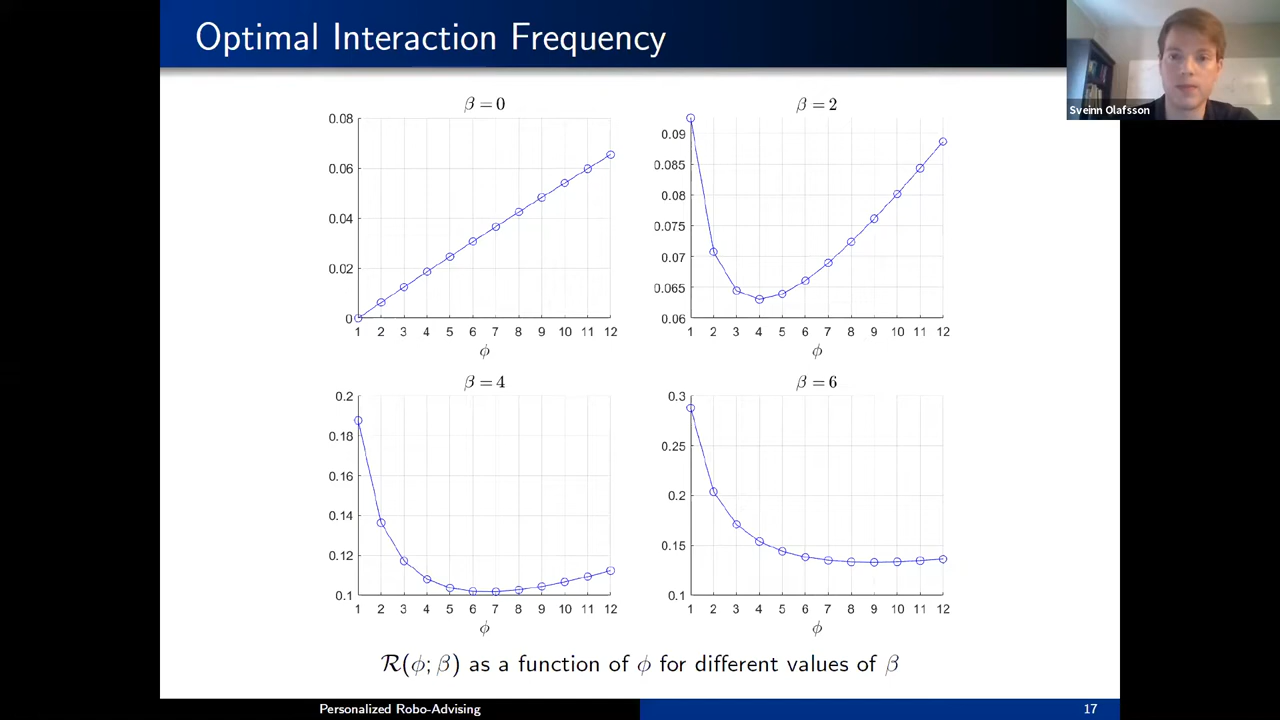 Optimal Interaction Frequency
Sveinn Olafsson
β = 0
0.08
0.06
0.04
0.02
0
1 2 3 4 5 6 7 8 9 10 11 12
ϕ
β = 2
0.09
0.085
0.08
0.075
0.07
0.065
0.06
1 2 3 4 5 6 7 8 9 10 11 12
ϕ
β = 4
0.2
0.18
0.16
0.14
0.12
0.1
1 2 3 4 5 6 7 8 9 10 11 12
ϕ
β = 6
0.3
0.25
0.2
0.15
0.1
1 2 3 4 5 6 7 8 9 10 11 12
ϕ
ℛ(ϕ; β) as a function of ϕ for different values of β
Personalized Robo-Advising
17